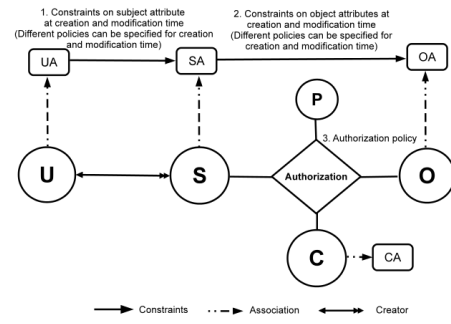 1. Constraints on subject attribute
at creation and modification time
(Different policies can be specified for creation
and modification time)
2. Constraints on object attributes at
creation and modification time
(Different policies can be specified for
creation and modification time)
UA
SA
OA
P
3. Authorization policy
U
S
Authorization
O
C
CA
Constraints
Association
Creator